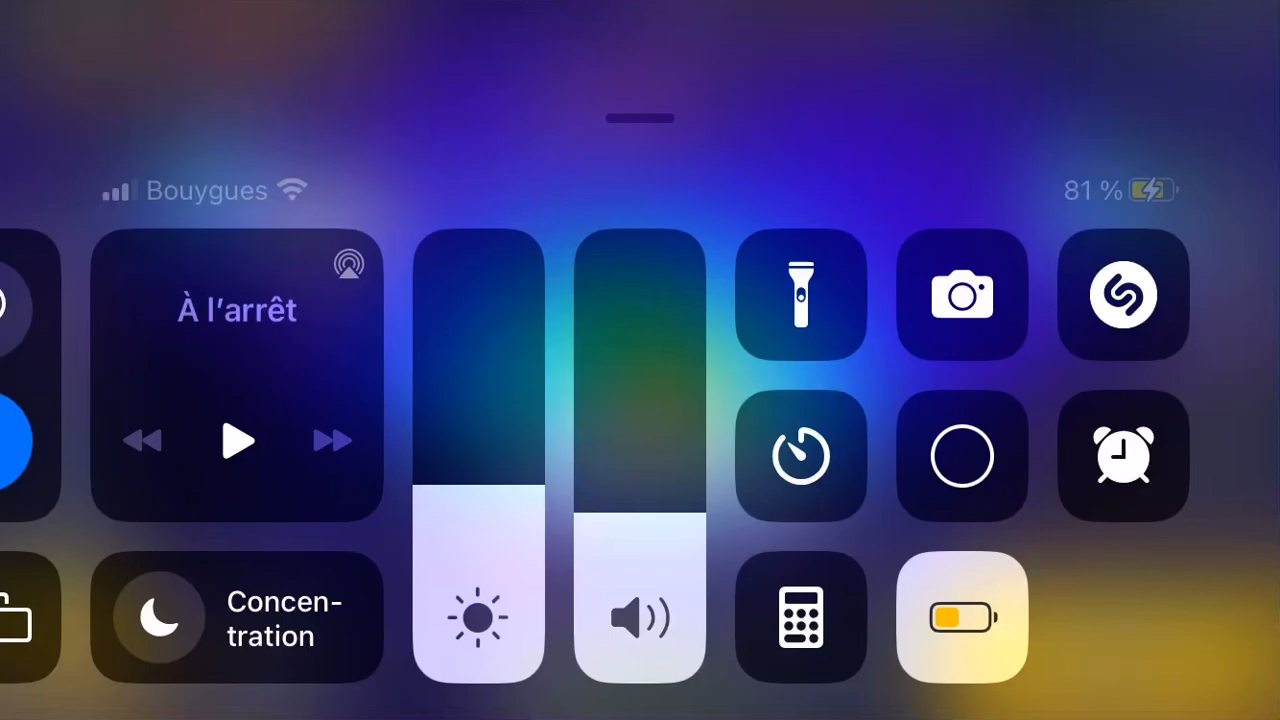 Bouygues
81 %
À l’arrêt
Concen-
tration